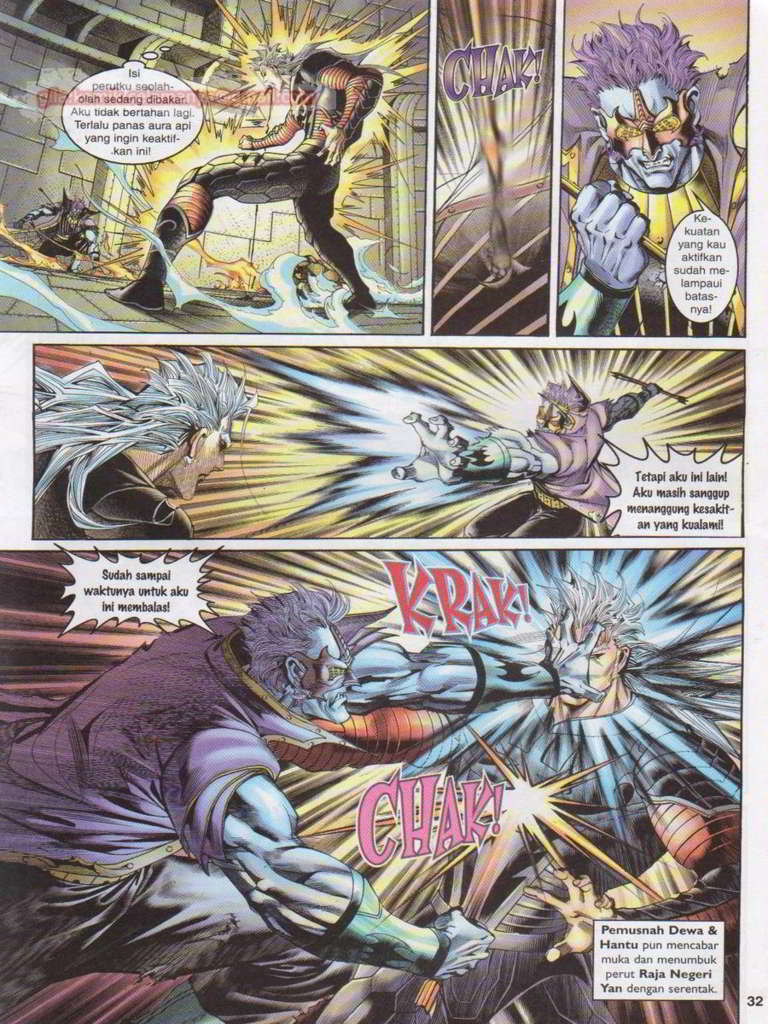 Isi
perutku seolah-
olah sedang dibakar.
Aku tidak bertahan lagi.
Terlalu panas aura api
yang ingin keaktif-
kan ini!
CHAK!
Ke-
kuatan
yang kau
aktifkan
sudah me-
lampaui
batas-
nya!
Tetapi aku ini lain!
Aku masih sanggup
menanggung kesakit-
an yang kualami!
Sudah sampai
waktunya untuk aku
ini membalas!
KRAK!
CHAK!
Pemusnah Dewa &
Hantu pun mencabar
muka dan menumbuk
perut Raja Negeri
Yan dengan serentak.
32